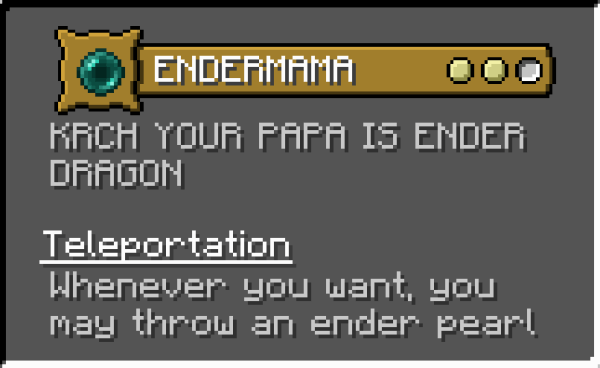 ENDERMAMA
KRCH YOUR PAPA IS ENDER
DRAGON
Teleportation
Whenever you want, you
may throw an ender pearl